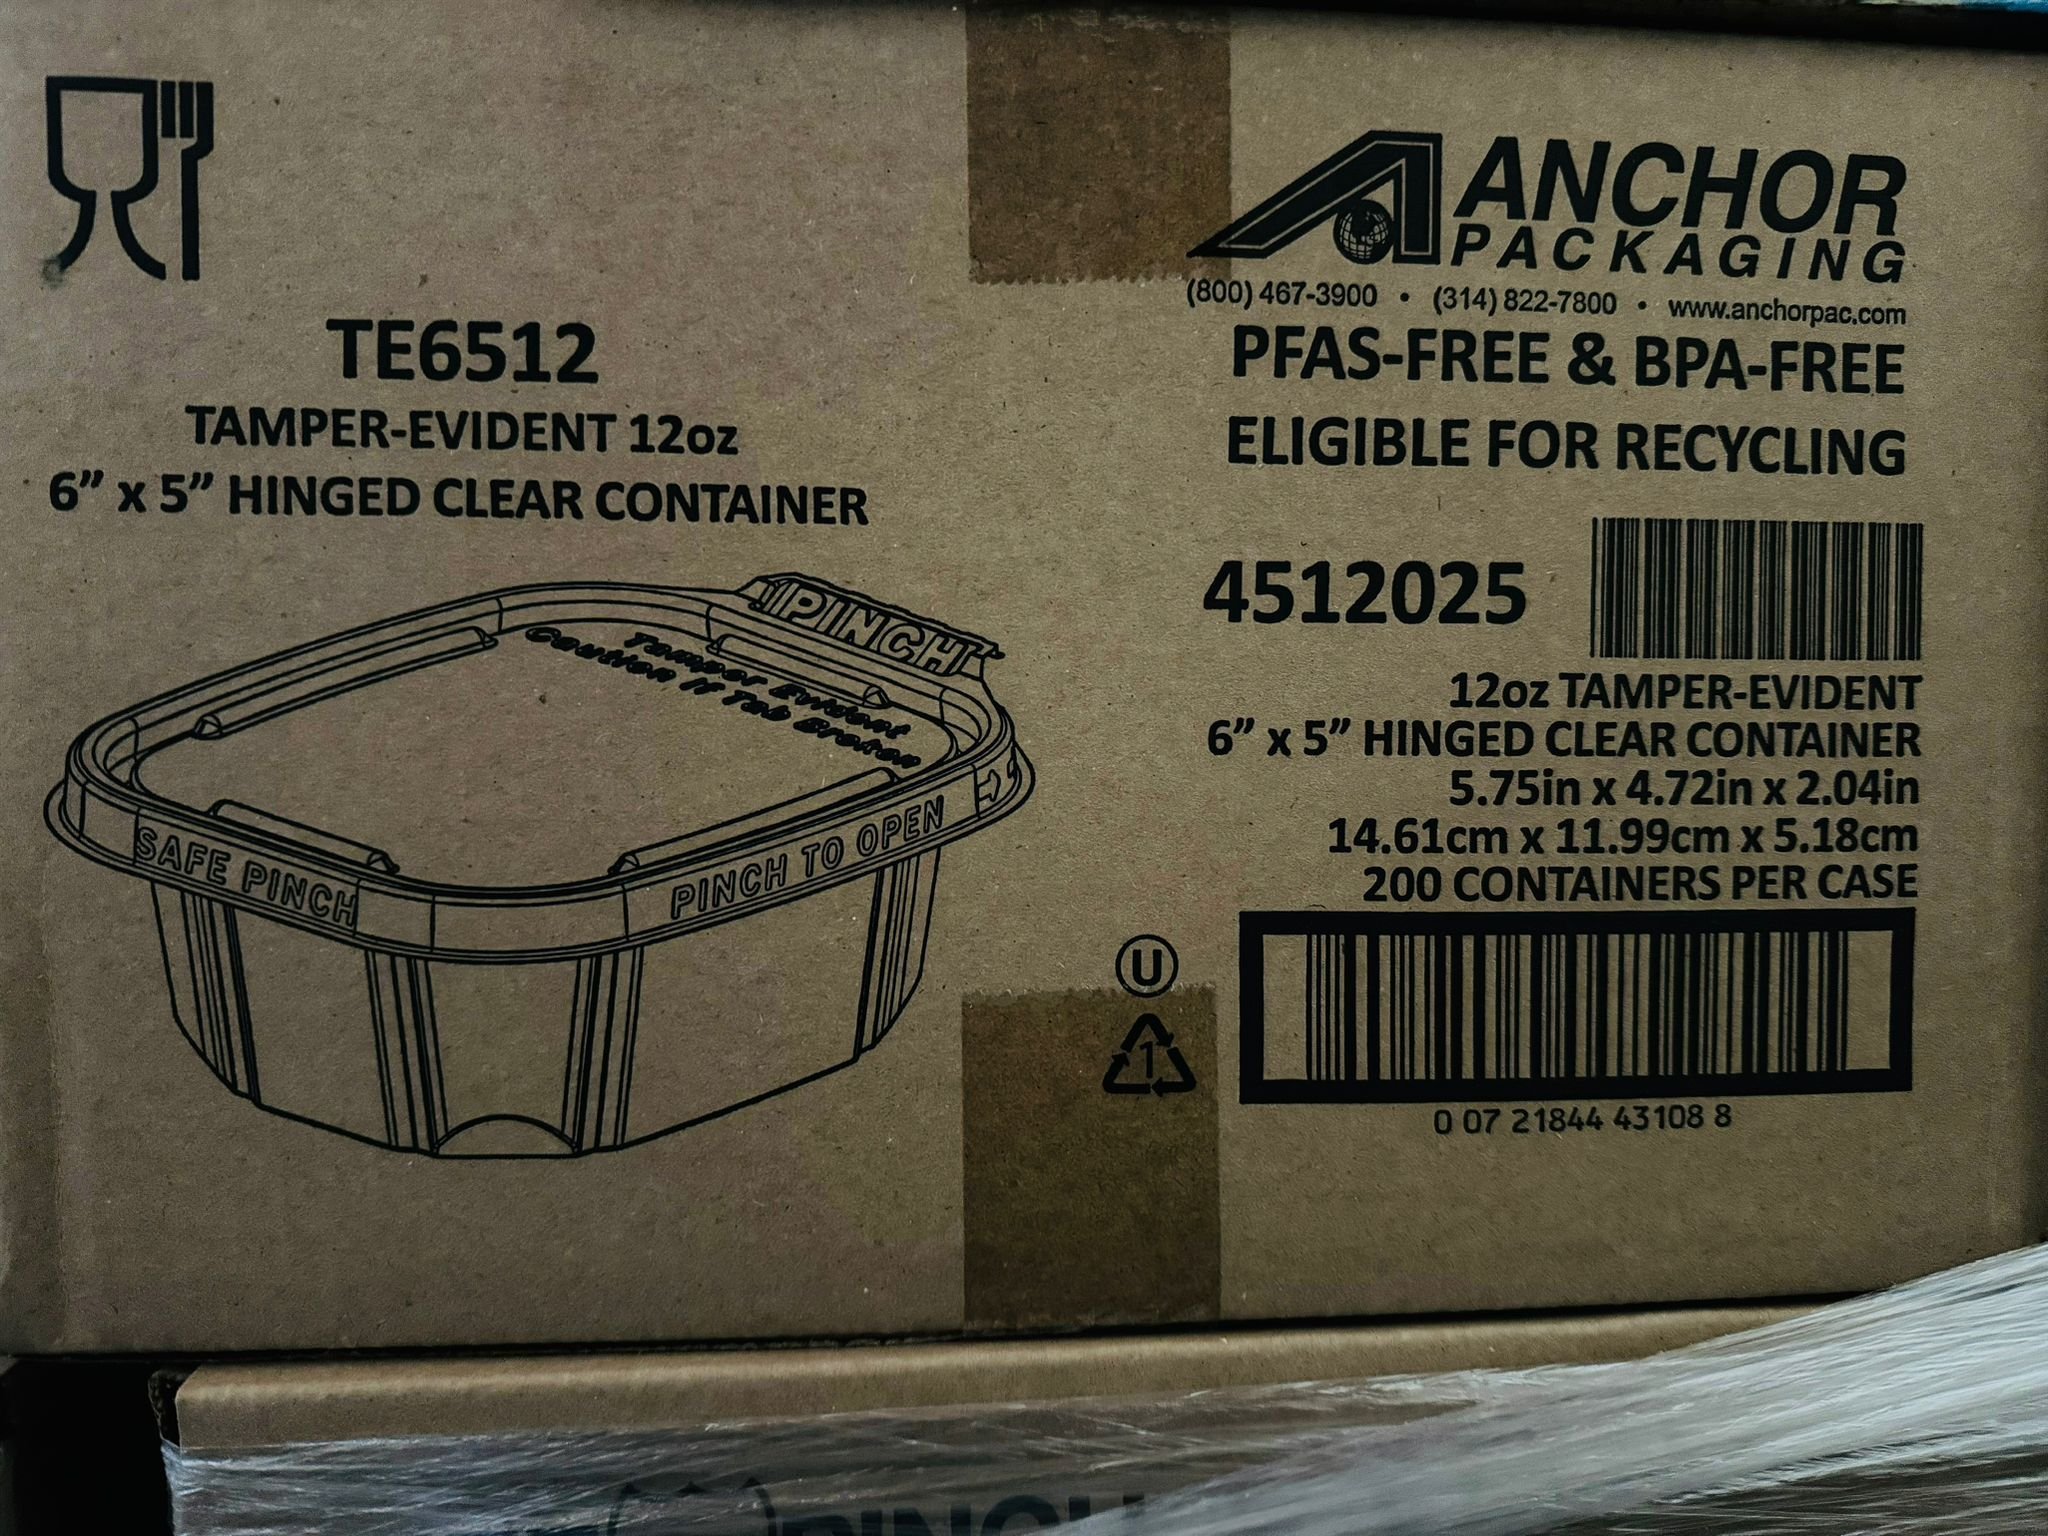 TE6512
TAMPER-EVIDENT 12oz
6” x 5” HINGED CLEAR CONTAINER
PINCH
Tamper Evident
Caution If Tab Broken
SAFE PINCH
PINCH TO OPEN
ANCHOR
PACKAGING
(800) 467-3900 • (314) 822-7800 • www.anchorpac.com
PFAS-FREE & BPA-FREE
ELIGIBLE FOR RECYCLING
4512025
12oz TAMPER-EVIDENT
6” x 5” HINGED CLEAR CONTAINER
5.75in x 4.72in x 2.04in
14.61cm x 11.99cm x 5.18cm
200 CONTAINERS PER CASE
U
1
0 07 21844 43108 8
PINCH